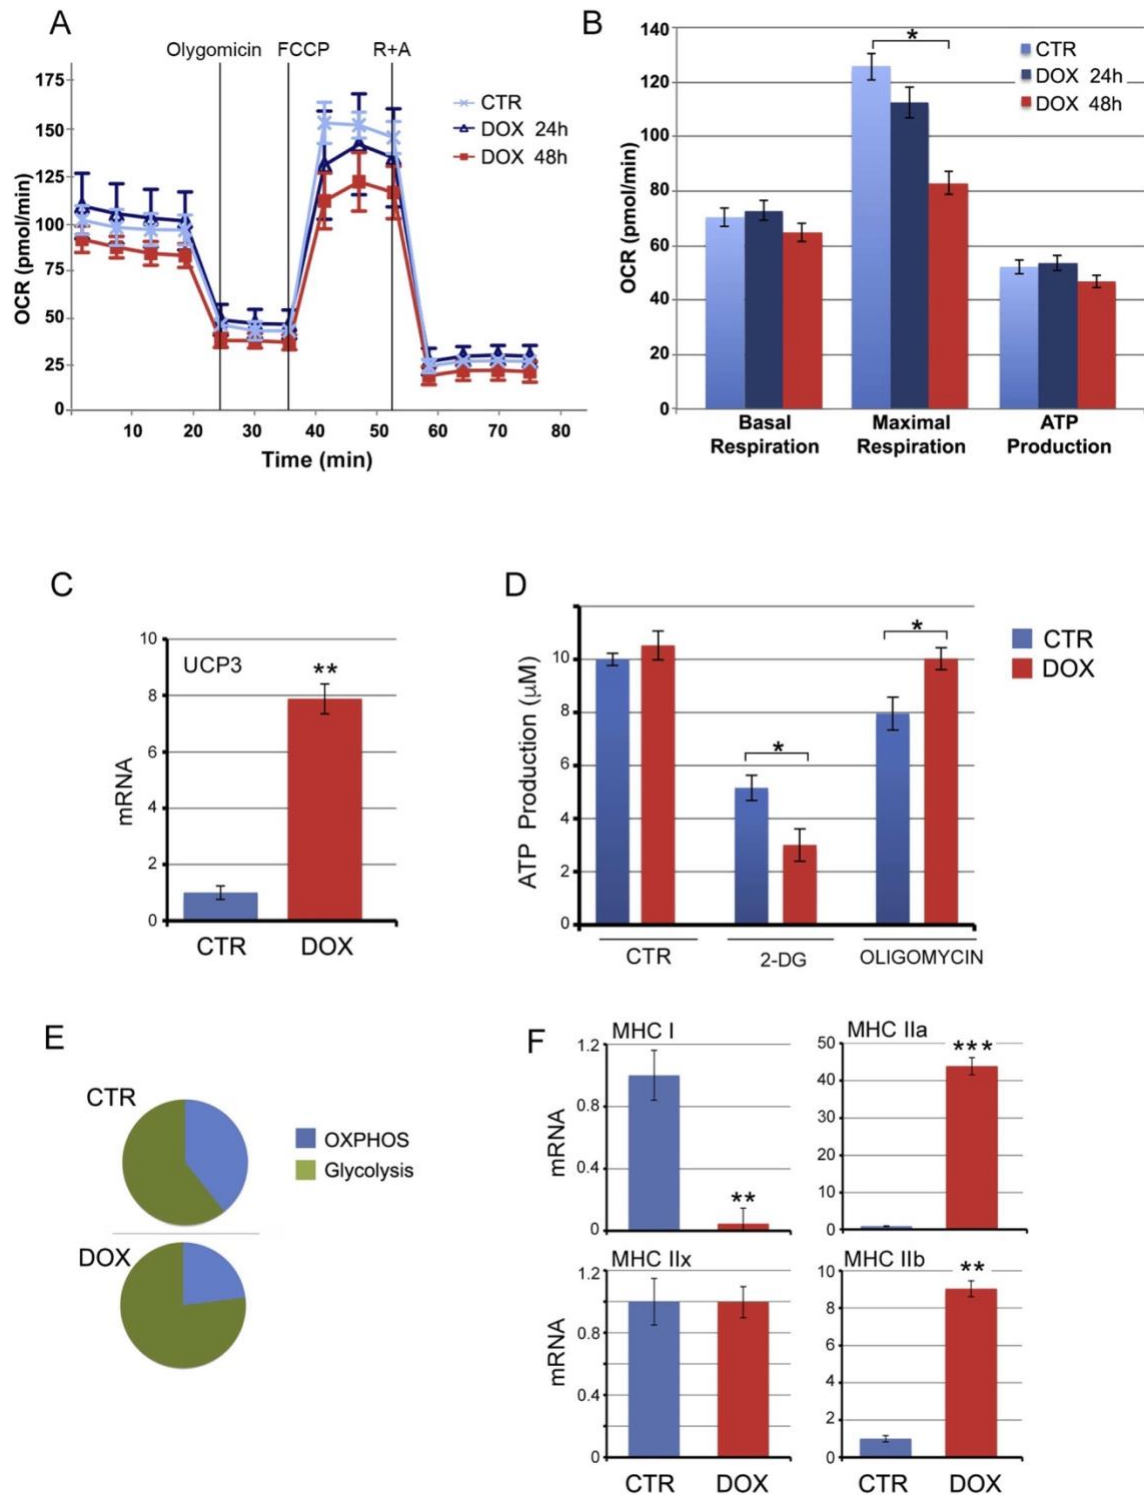 A
Olygomicin FCCP R+A
175
150
125
100
75
50
25
0
OCR (pmol/min)
CTR
DOX 24h
DOX 48h
10 20 30 40 50 60 70 80
Time (min)
B
140
120
100
80
60
40
20
0
OCR (pmol/min)
*
CTR
DOX 24h
DOX 48h
Basal Maximal ATP
Respiration Respiration Production
C
10
8
6
4
2
0
mRNA
UCP3
**
CTR DOX
D
10
8
6
4
2
0
ATP Production (µM)
*
*
CTR
DOX
CTR 2-DG OLIGOMYCIN
E
CTR
DOX
OXPHOS
Glycolysis
F
MHC I
1.2
0.8
0.4
0
mRNA
**
MHC IIa
50
40
30
20
10
0
***
MHC IIx
1.2
0.8
0.4
0
mRNA
CTR DOX
MHC IIb
10
8
6
4
2
0
**
CTR DOX